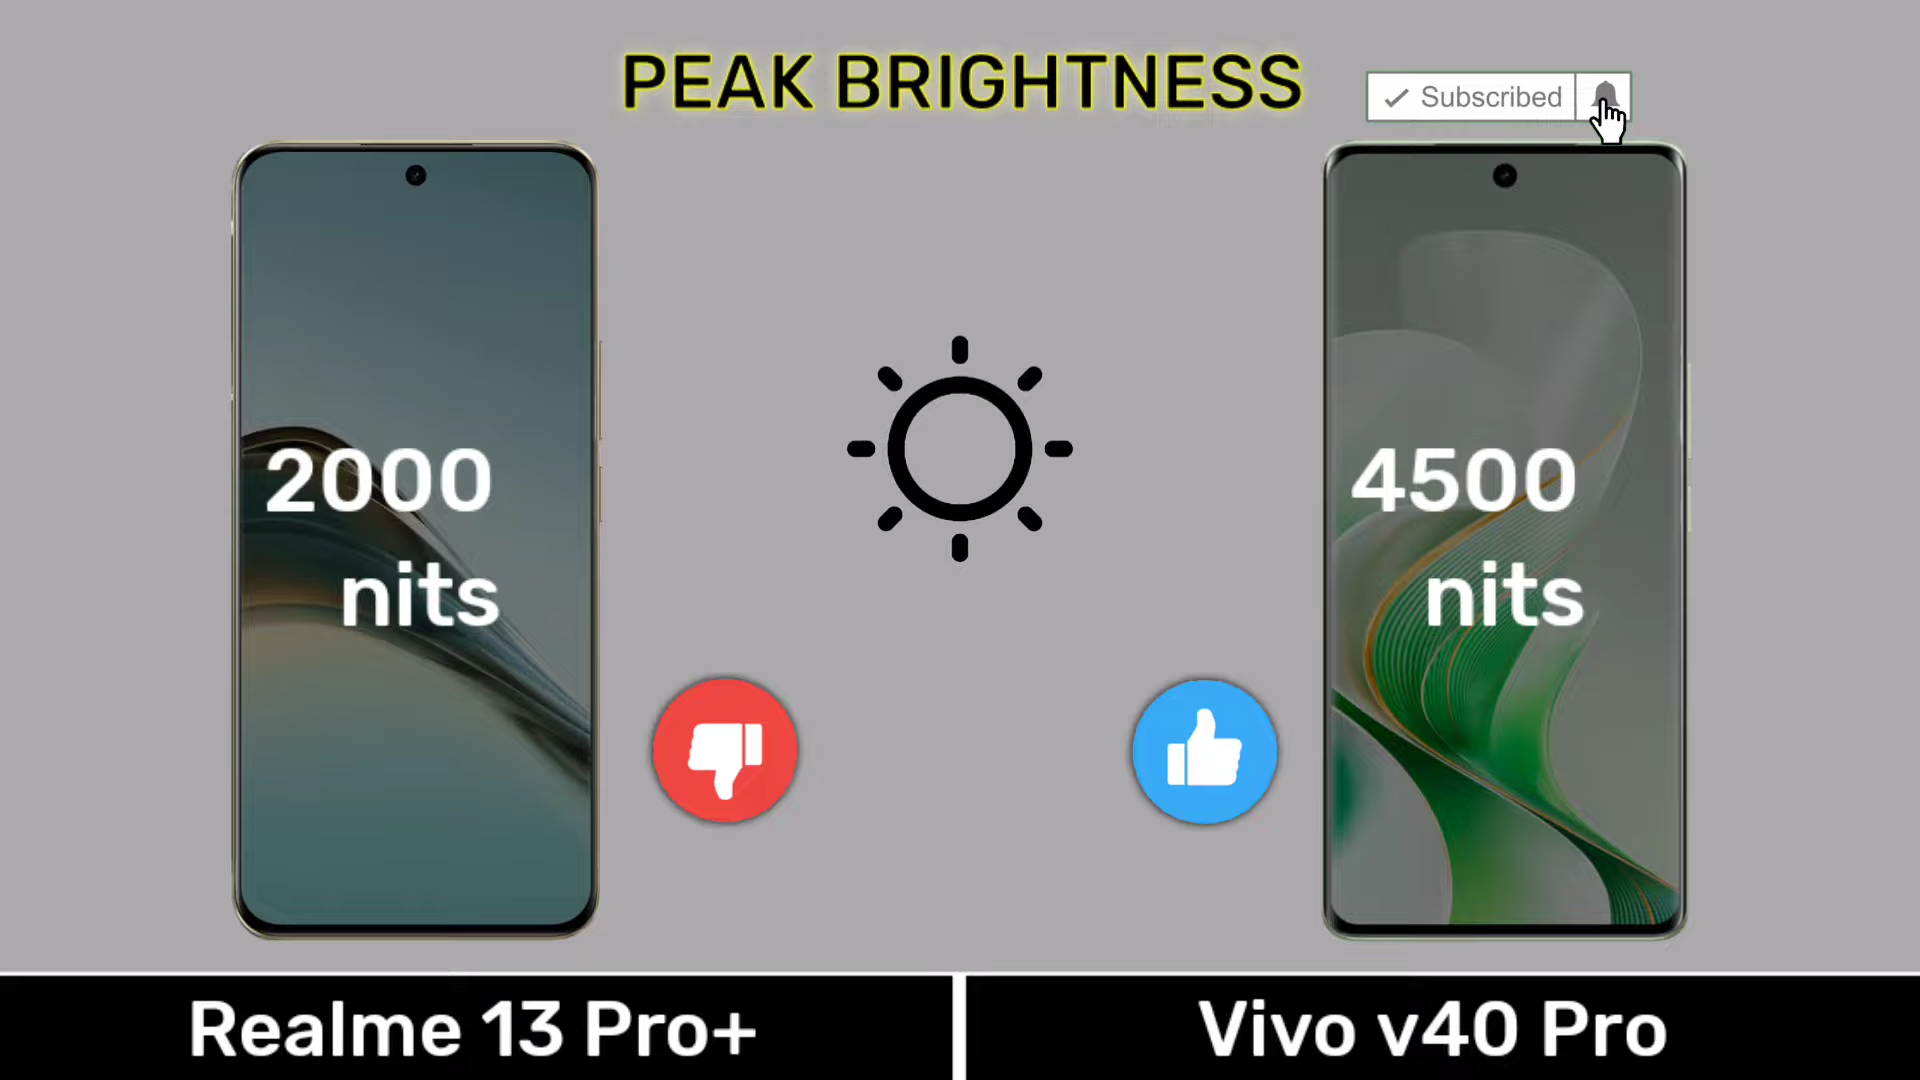 PEAK BRIGHTNESS
Subscribed
2000
nits
4500
nits
Realme 13 Pro+
Vivo v40 Pro